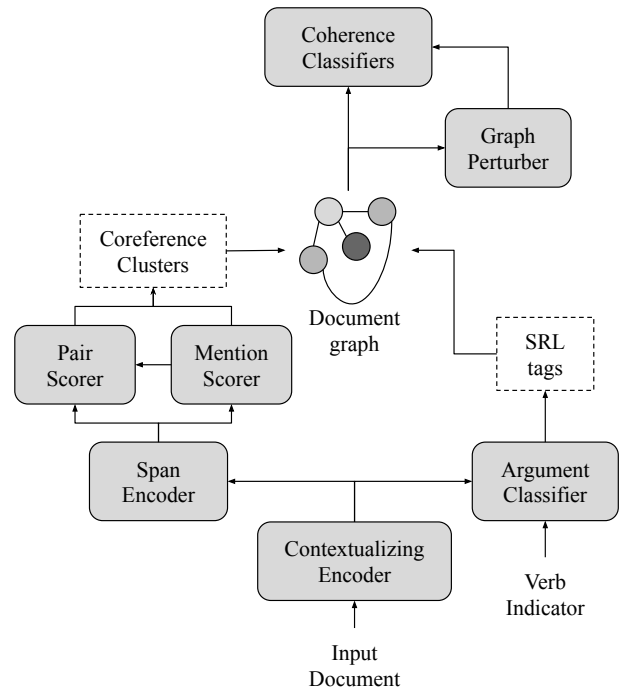 Coherence
Classifiers
Graph
Perturber
Coreference
Clusters
Document
graph
Pair
Scorer
Mention
Scorer
SRL
tags
Span
Encoder
Argument
Classifier
Contextualizing
Encoder
Verb
Indicator
Input
Document